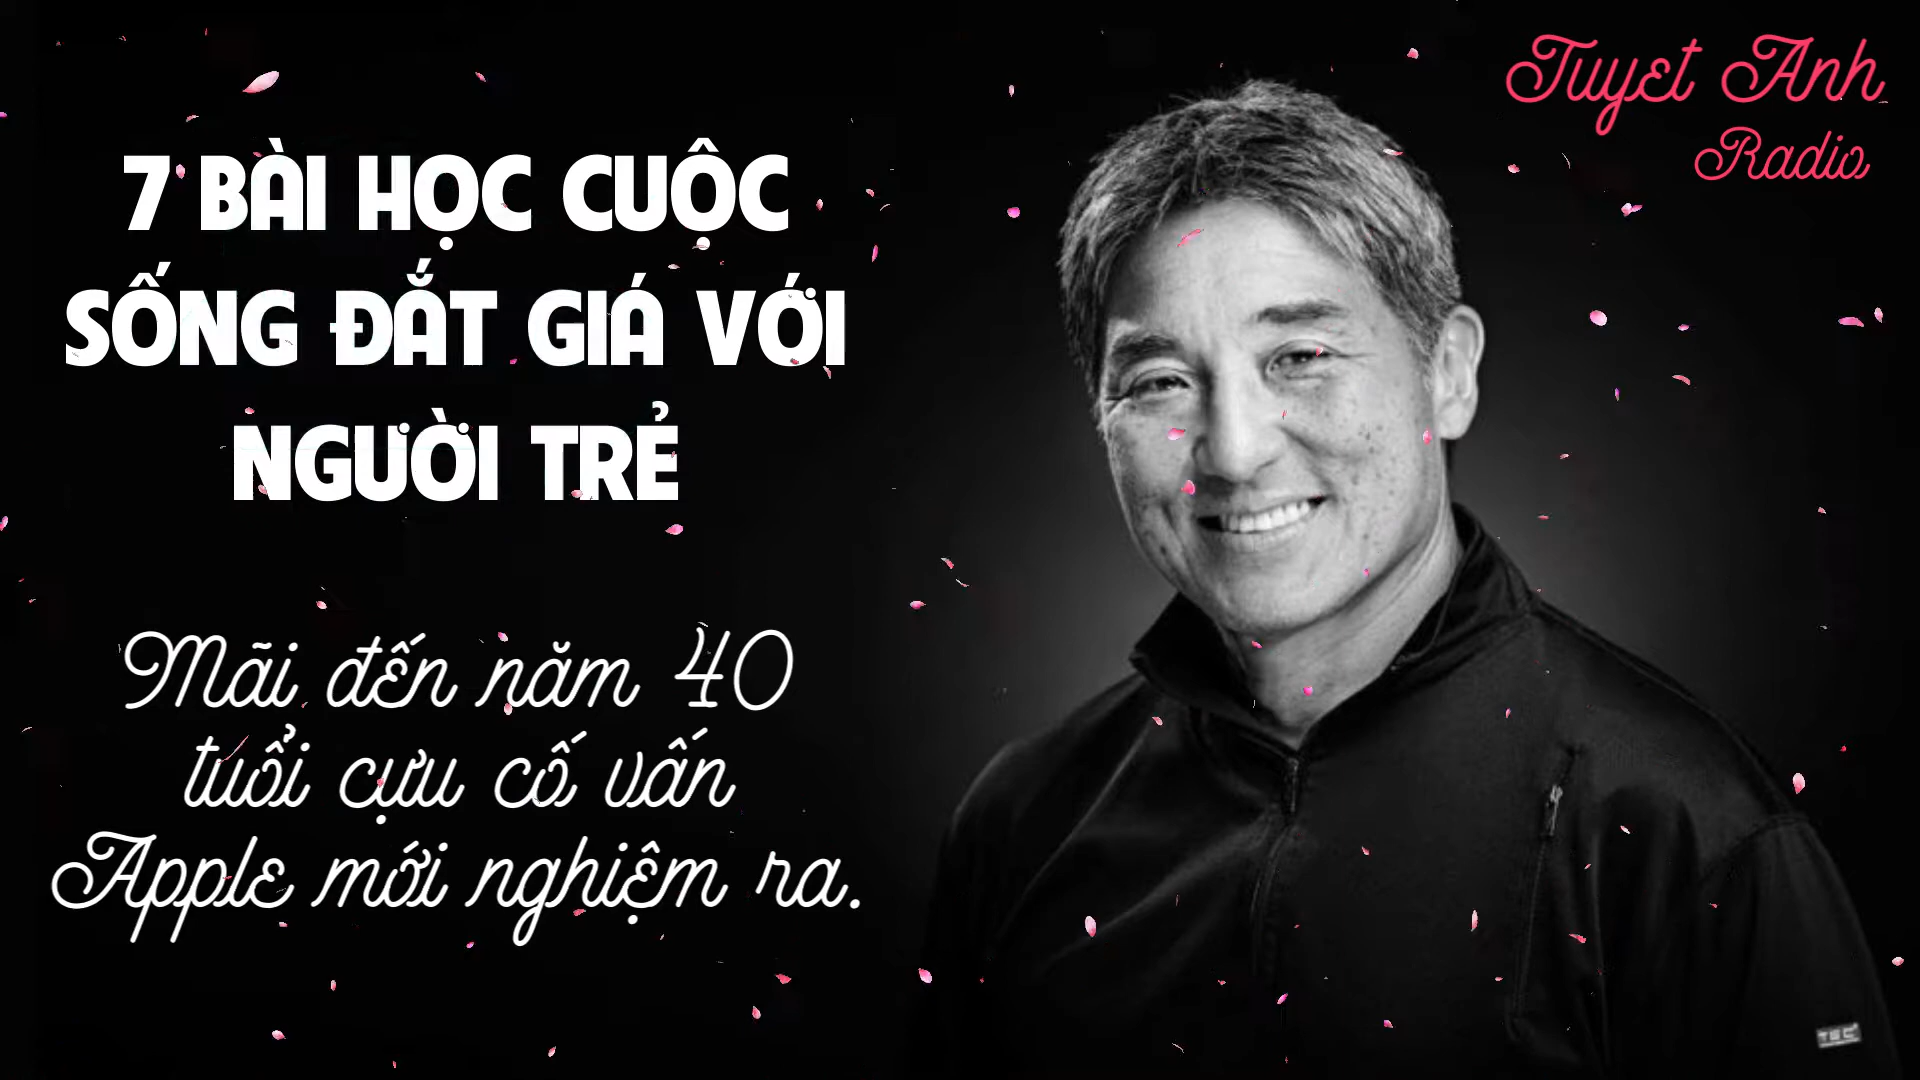 7 BÀI HỌC CUỘC
SỐNG ĐẮT GIÁ VỚI
NGƯỜI TRẺ
Mãi đến năm 40
tuổi cựu cố vấn
Apple mới nghiệm ra.
Tuyet Anh
Radio